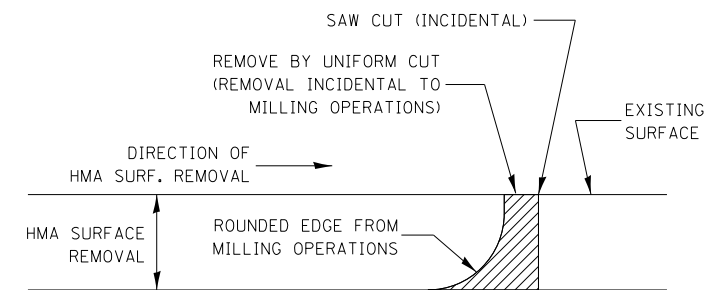 SAW CUT (INCIDENTAL)
REMOVE BY UNIFORM CUT
(REMOVAL INCIDENTAL TO
MILLING OPERATIONS)
EXISTING
SURFACE
DIRECTION OF
HMA SURF. REMOVAL
HMA SURFACE
REMOVAL
ROUNDED EDGE FROM
MILLING OPERATIONS